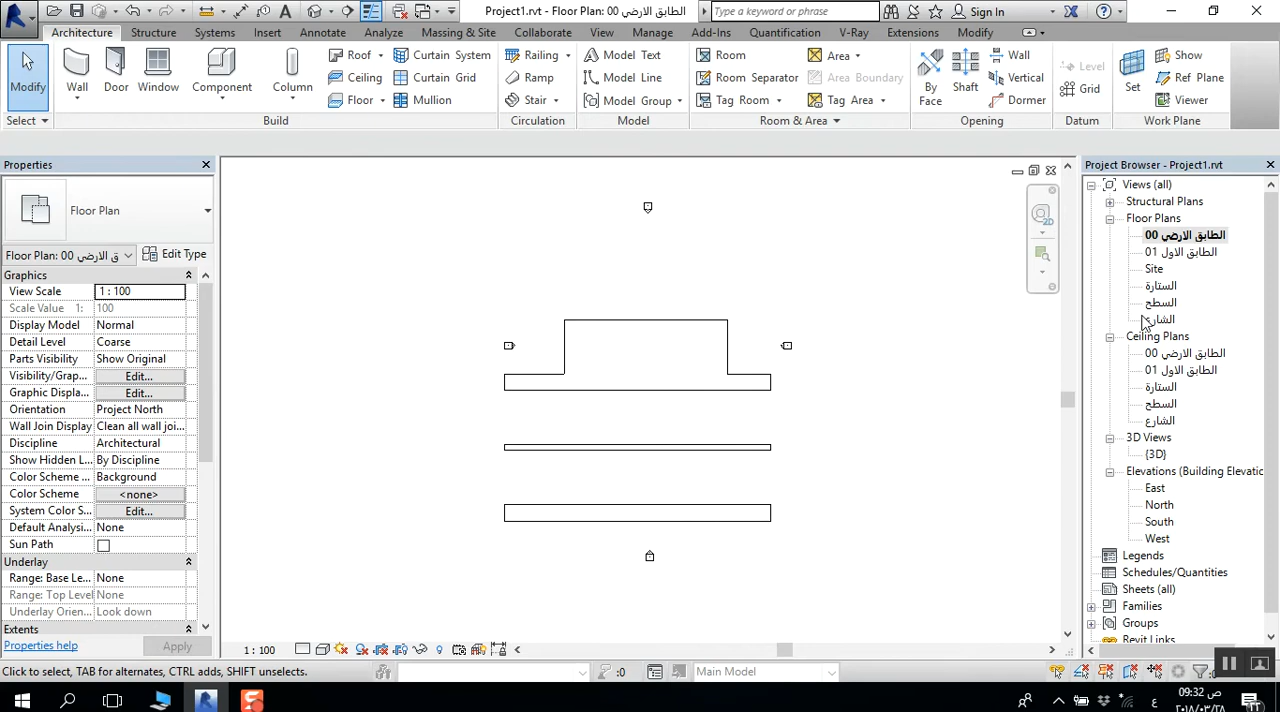 Project1.rvt - Floor Plan: 00 الطابق الارضي
Type a keyword or phrase
Sign In
Architecture
Structure
Systems
Insert
Annotate
Analyze
Massing & Site
Collaborate
View
Manage
Add-Ins
Quantification
V-Ray
Extensions
Modify
Modify
Wall
Door
Window
Component
Column
Roof
Ceiling
Floor
Curtain System
Curtain Grid
Mullion
Railing
Ramp
Stair
Model Text
Model Line
Model Group
Room
Room Separator
Tag Room
Area
Area Boundary
Tag Area
By Face
Shaft
Wall
Vertical
Dormer
Level
Grid
Set
Show
Ref Plane
Viewer
Select
Build
Circulation
Model
Room & Area
Opening
Datum
Work Plane
Properties
Floor Plan
Floor Plan: 00 ق الارضي
Edit Type
Graphics
View Scale 1 : 100
Scale Value 1: 100
Display Model Normal
Detail Level Coarse
Parts Visibility Show Original
Visibility/Grap... Edit...
Graphic Displa... Edit...
Orientation Project North
Wall Join Display Clean all wall joi...
Discipline Architectural
Show Hidden L... By Discipline
Color Scheme ... Background
Color Scheme <none>
System Color S... Edit...
Default Analysi... None
Sun Path
Underlay
Range: Base Le... None
Range: Top Level None
Underlay Orien... Look down
Extents
Properties help
Apply
2D
Project Browser - Project1.rvt
Views (all)
Structural Plans
Floor Plans
00 الطابق الارضي
01 الطابق الاول
Site
الستارة
السطح
الشارع
Ceiling Plans
00 الطابق الارضي
01 الطابق الاول
الستارة
السطح
الشارع
3D Views
{3D}
Elevations (Building Elevatio
East
North
South
West
Legends
Schedules/Quantities
Sheets (all)
Families
Groups
Revit Links
1 : 100
Click to select, TAB for alternates, CTRL adds, SHIFT unselects.
:0
Main Model
ع
09:32 ص
٢٠١٨/٠٣/٢٨